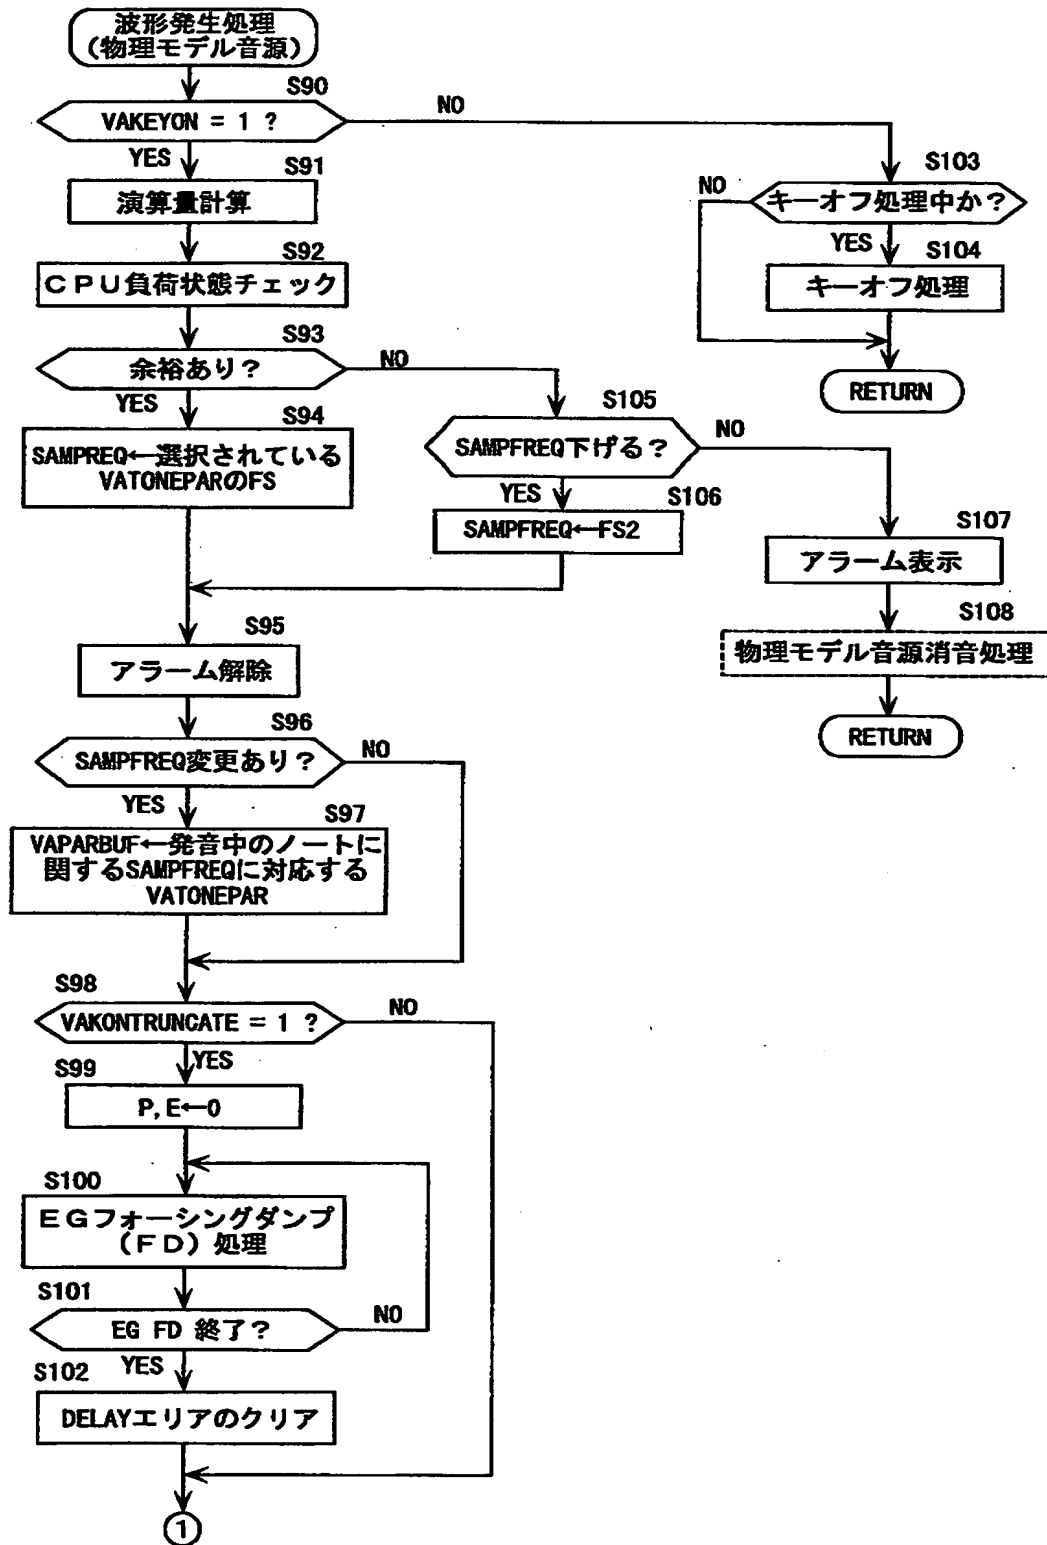 波形発生処理
(物理モデル音源)
S90
VAKEYON = 1 ?
NO
YES
S91
演算量計算
S92
CPU負荷状態チェック
S93
余裕あり?
NO
YES
S94
SAMPREQ←選択されている
VATONEPARのFS
S103
キーオフ処理中か?
NO
YES
S104
キーオフ処理
RETURN
S105
SAMPFREQ下げる?
NO
YES
S106
SAMPFREQ←FS2
S107
アラーム表示
S108
物理モデル音源消音処理
RETURN
S95
アラーム解除
S96
SAMPFREQ変更あり?
NO
YES
S97
VAPARBUF←発音中のノートに
関するSAMPFREQに対応する
VATONEPAR
S98
VAKONTRUNCATE = 1 ?
NO
YES
S99
P,E←0
S100
EGフォーシングダンプ
(FD)処理
S101
EG FD 終了?
NO
YES
S102
DELAYエリアのクリア
①